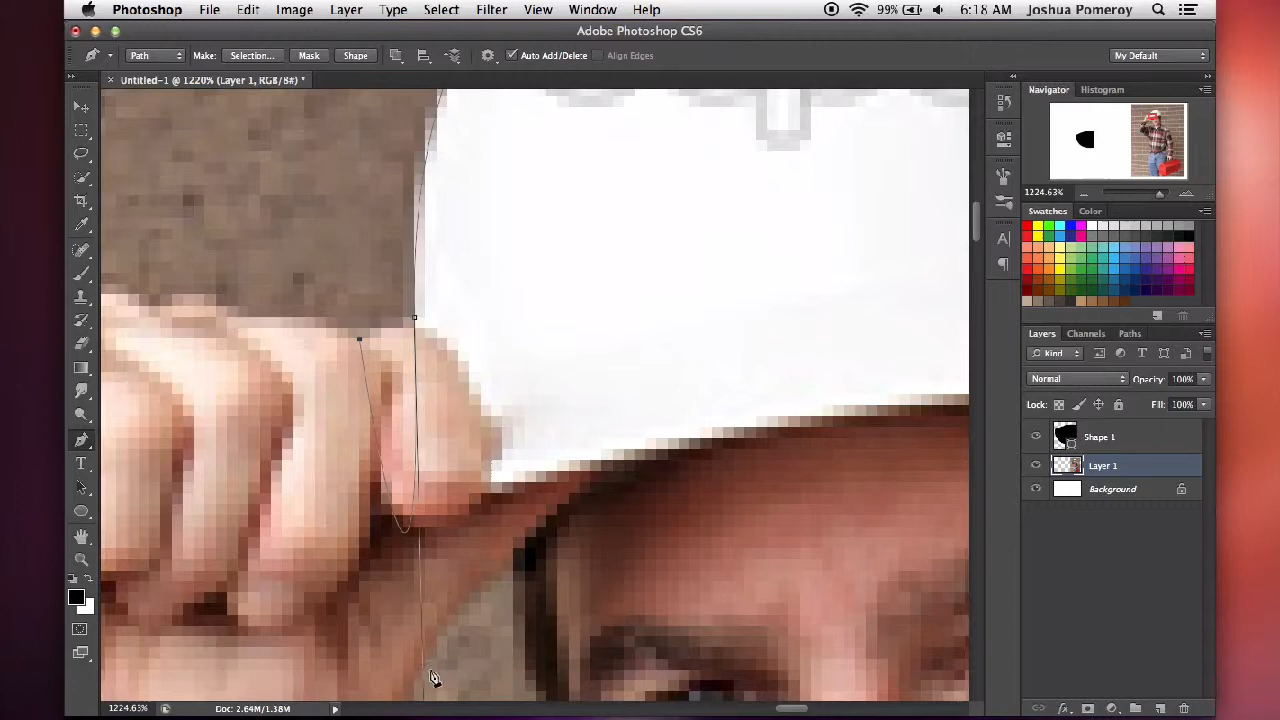 Photoshop File Edit Image Layer Type Select Filter View Window Help 99% 6:18 AM Joshua Pomeroy
Adobe Photoshop CS6
Path Make: Selection... Mask Shape Auto Add/Delete Align Edges My Default
Untitled-1 @ 1220% (Layer 1, RGB/8#) *
Navigator Histogram
1224.63%
Swatches Color
Layers Channels Paths
Kind
Normal Opacity: 100%
Lock: Fill: 100%
Shape 1
Layer 1
Background
1224.63% Doc: 2.64M/1.38M